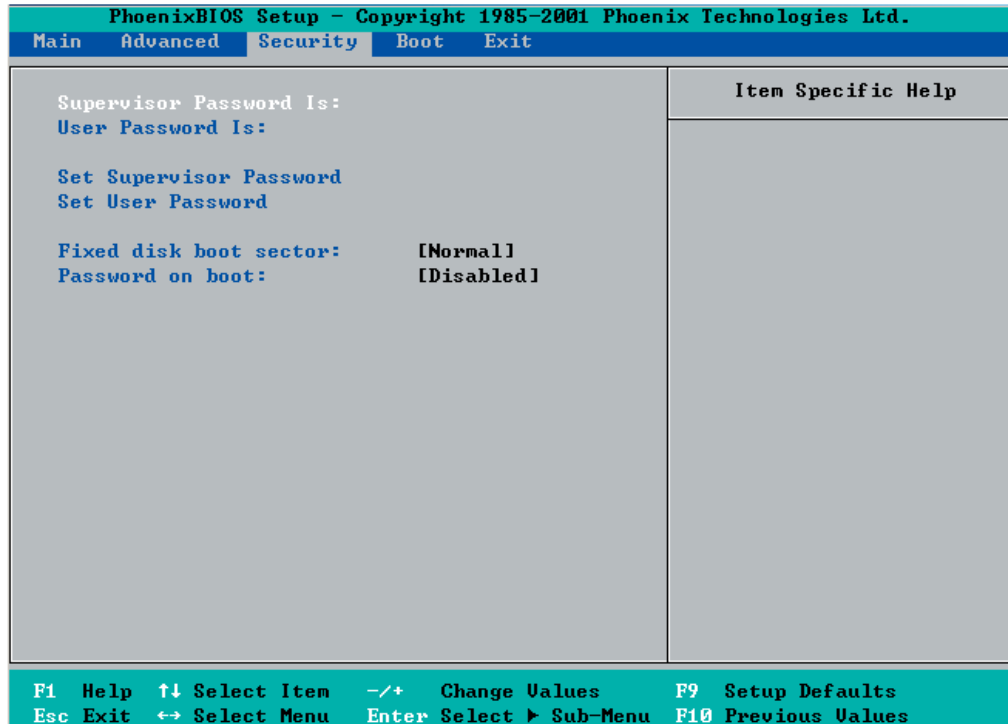 PhoenixBIOS Setup - Copyright 1985-2001 Phoenix Technologies Ltd.
Main Advanced Security Boot Exit
Item Specific Help
Supervisor Password Is:
User Password Is:
Set Supervisor Password
Set User Password
Fixed disk boot sector: [Normal]
Password on boot: [Disabled]
F1 Help ↑↓ Select Item -/+ Change Values F9 Setup Defaults
Esc Exit ↔ Select Menu Enter Select ▶ Sub-Menu F10 Previous Values